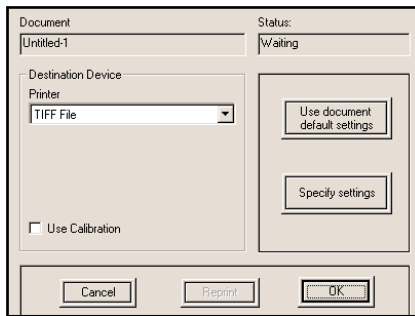 Document
Status:
Untitled-1
Waiting
Destination Device
Printer
TIFF File
Use document
default settings
Specify settings
Use Calibration
Cancel
Reprint
OK